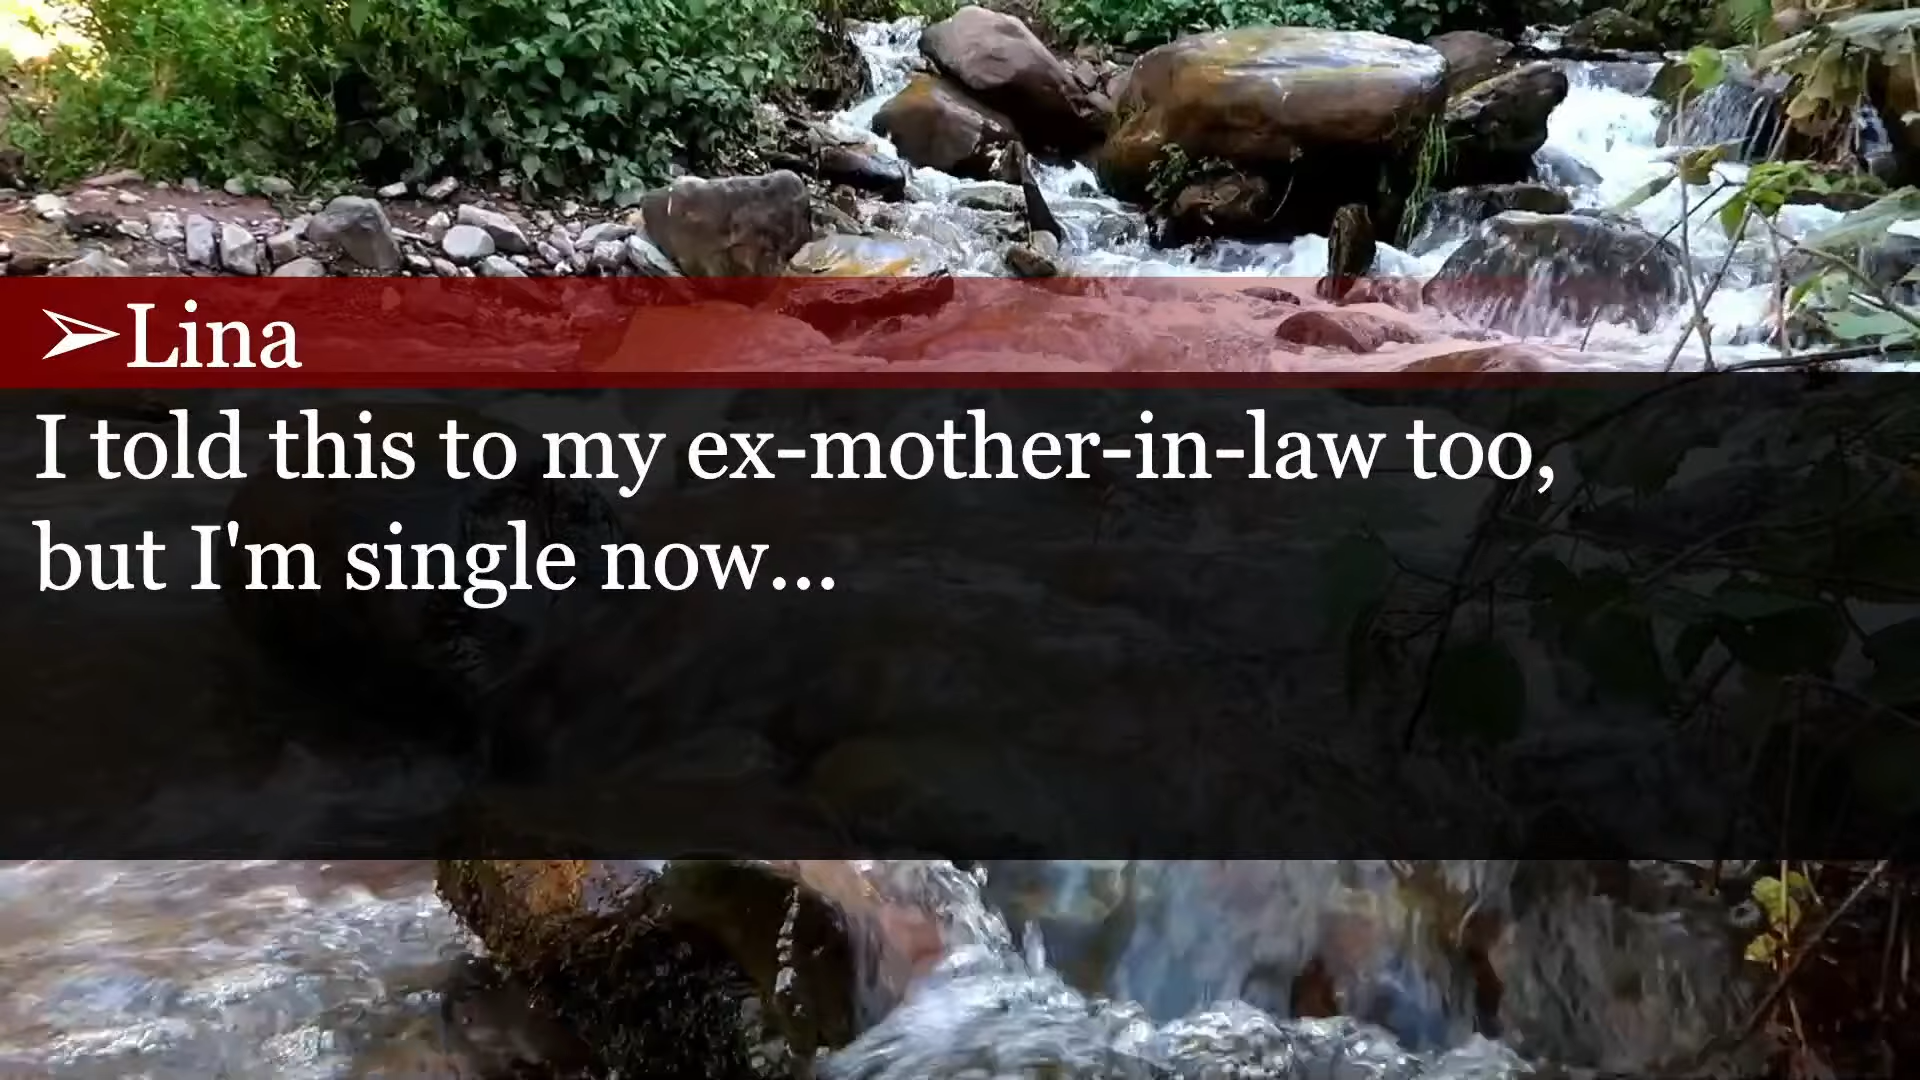 ➢Lina
I told this to my ex-mother-in-law too,
but I'm single now...